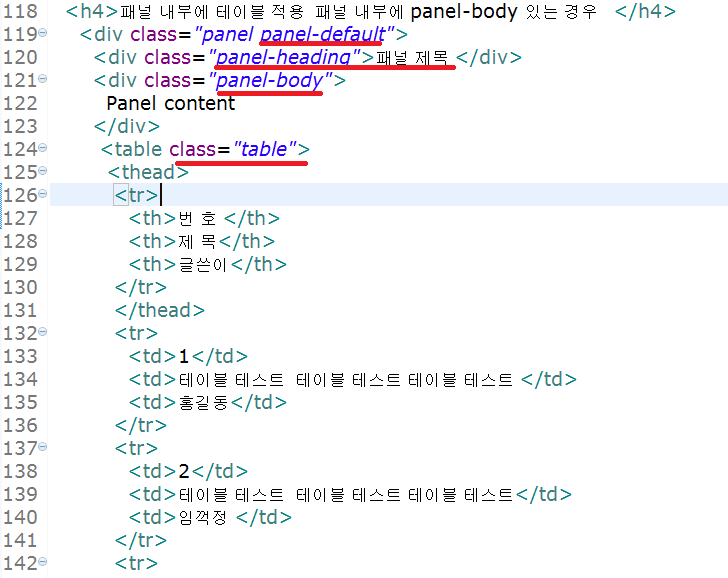 118 <h4>패널 내부에 테이블 적용 패널 내부에 panel-body 있는 경우 </h4>
119 <div class="panel panel-default">
120 <div class="panel-heading">패널 제목 </div>
121 <div class="panel-body">
122 Panel content
123 </div>
124 <table class="table">
125 <thead>
126 <tr>
127 <th>번 호 </th>
128 <th>제 목</th>
129 <th>글쓴이</th>
130 </tr>
131 </thead>
132 <tr>
133 <td>1</td>
134 <td>테이블 테스트 테이블 테스트 테이블 테스트 </td>
135 <td>홍길동</td>
136 </tr>
137 <tr>
138 <td>2</td>
139 <td>테이블 테스트 테이블 테스트 테이블 테스트</td>
140 <td>임꺽정 </td>
141 </tr>
142 <tr>